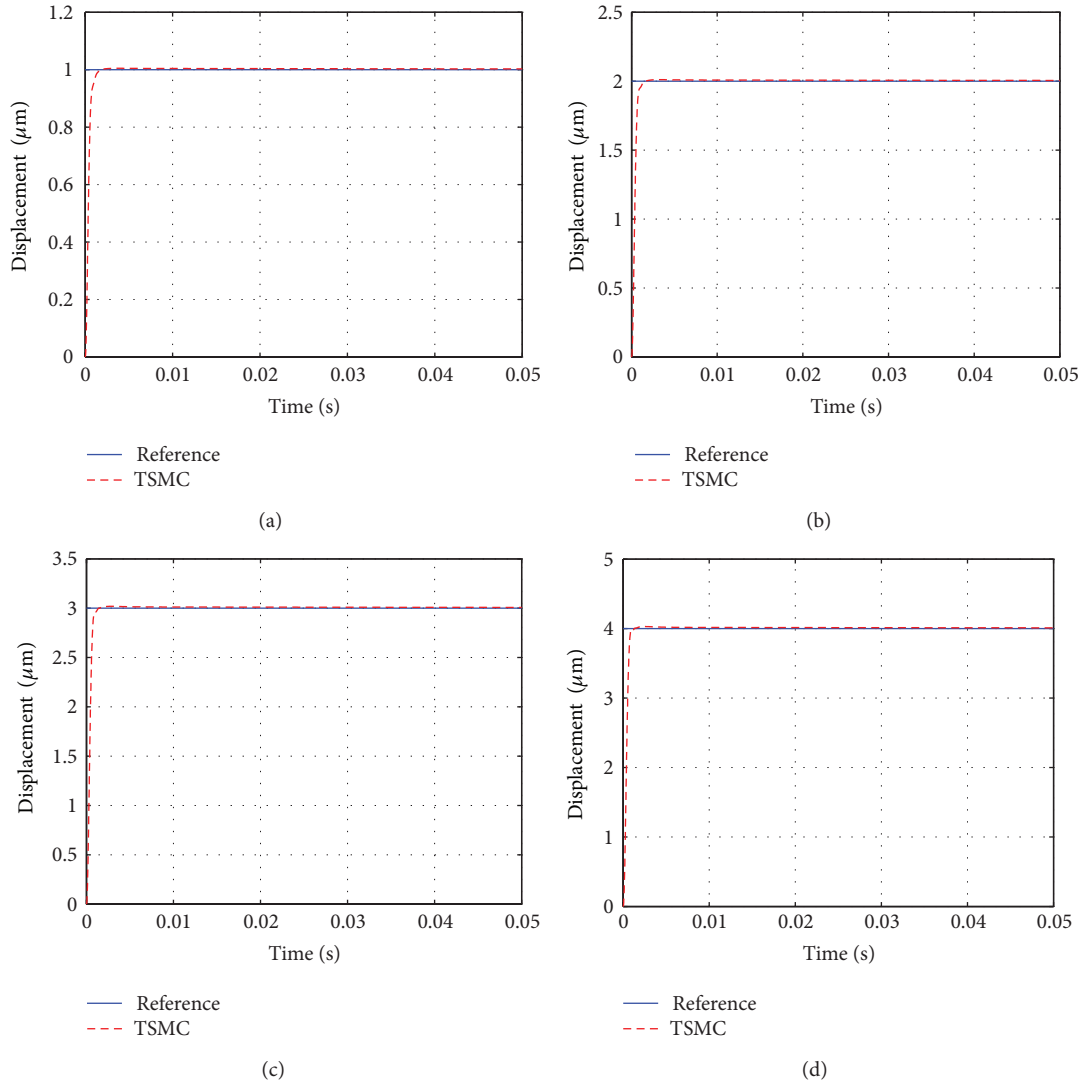 1.2
1
0.8
0.6
0.4
0.2
0
Displacement (μm)
0 0.01 0.02 0.03 0.04 0.05
Time (s)
Reference
TSMC
(a)
2.5
2
1.5
1
0.5
0
Displacement (μm)
0 0.01 0.02 0.03 0.04 0.05
Time (s)
Reference
TSMC
(b)
3.5
3
2.5
2
1.5
1
0.5
0
Displacement (μm)
0 0.01 0.02 0.03 0.04 0.05
Time (s)
Reference
TSMC
(c)
5
4
3
2
1
0
Displacement (μm)
0 0.01 0.02 0.03 0.04 0.05
Time (s)
Reference
TSMC
(d)